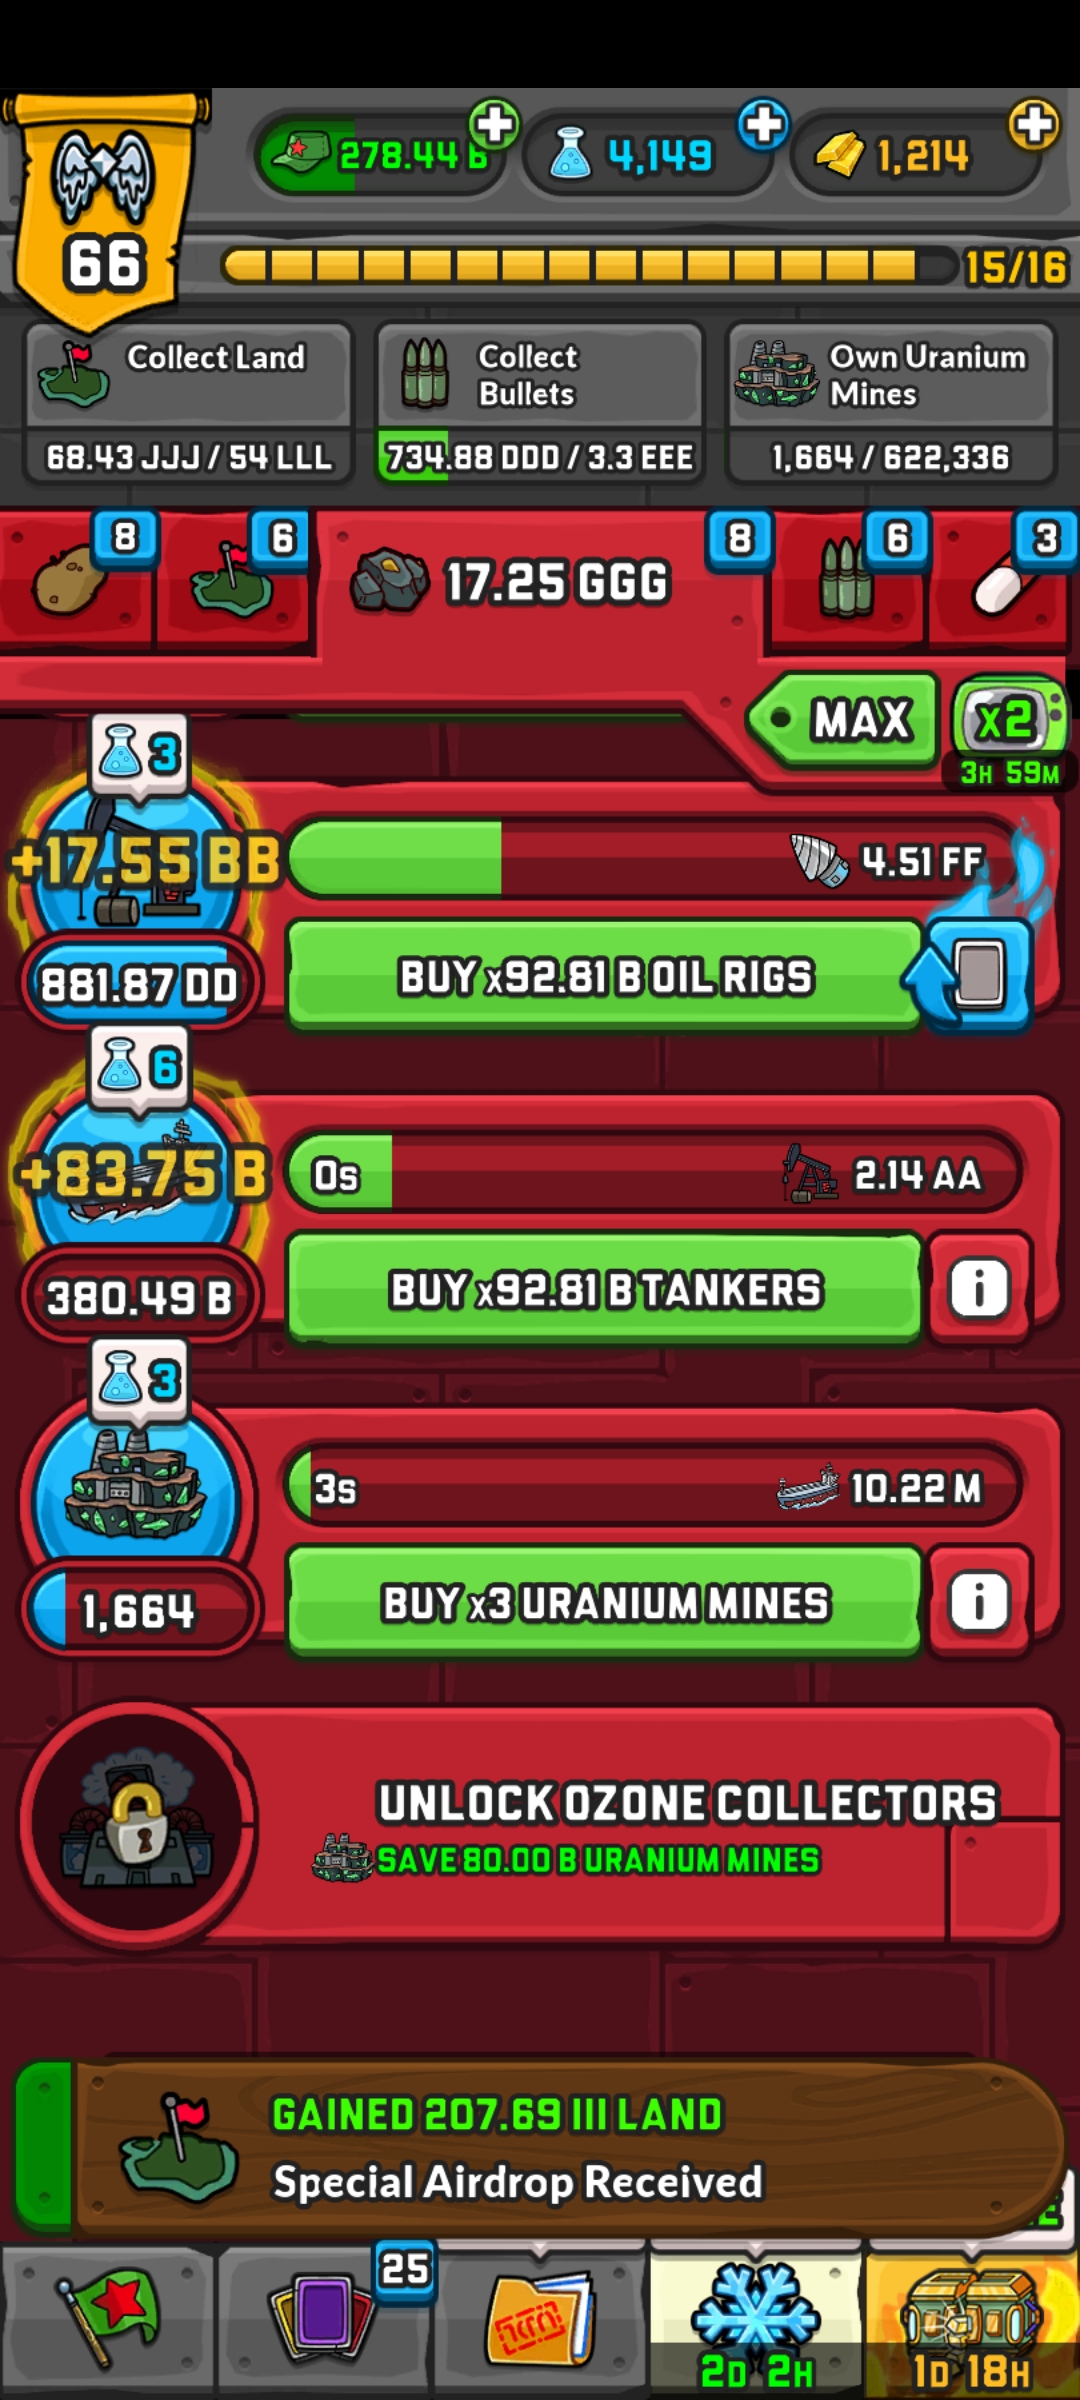 66
278.44 B
4,149
1,214
15/16
Collect Land
68.43 JJJ / 54 LLL
Collect
Bullets
734.88 DDD / 3.3 EEE
Own Uranium
Mines
1,664 / 622,336
8
6
17.25 GGG
8
6
3
MAX
x2
3H 59M
3
+17.55 BB
4.51 FF
881.87 DD
BUY x92.81 B OIL RIGS
6
+83.75 B
0s
2.14 AA
380.49 B
BUY x92.81 B TANKERS
i
3
3s
10.22 M
1,664
BUY x3 URANIUM MINES
i
UNLOCK OZONE COLLECTORS
SAVE 80.00 B URANIUM MINES
GAINED 207.69 III LAND
Special Airdrop Received
25
2D 2H
1D 18H